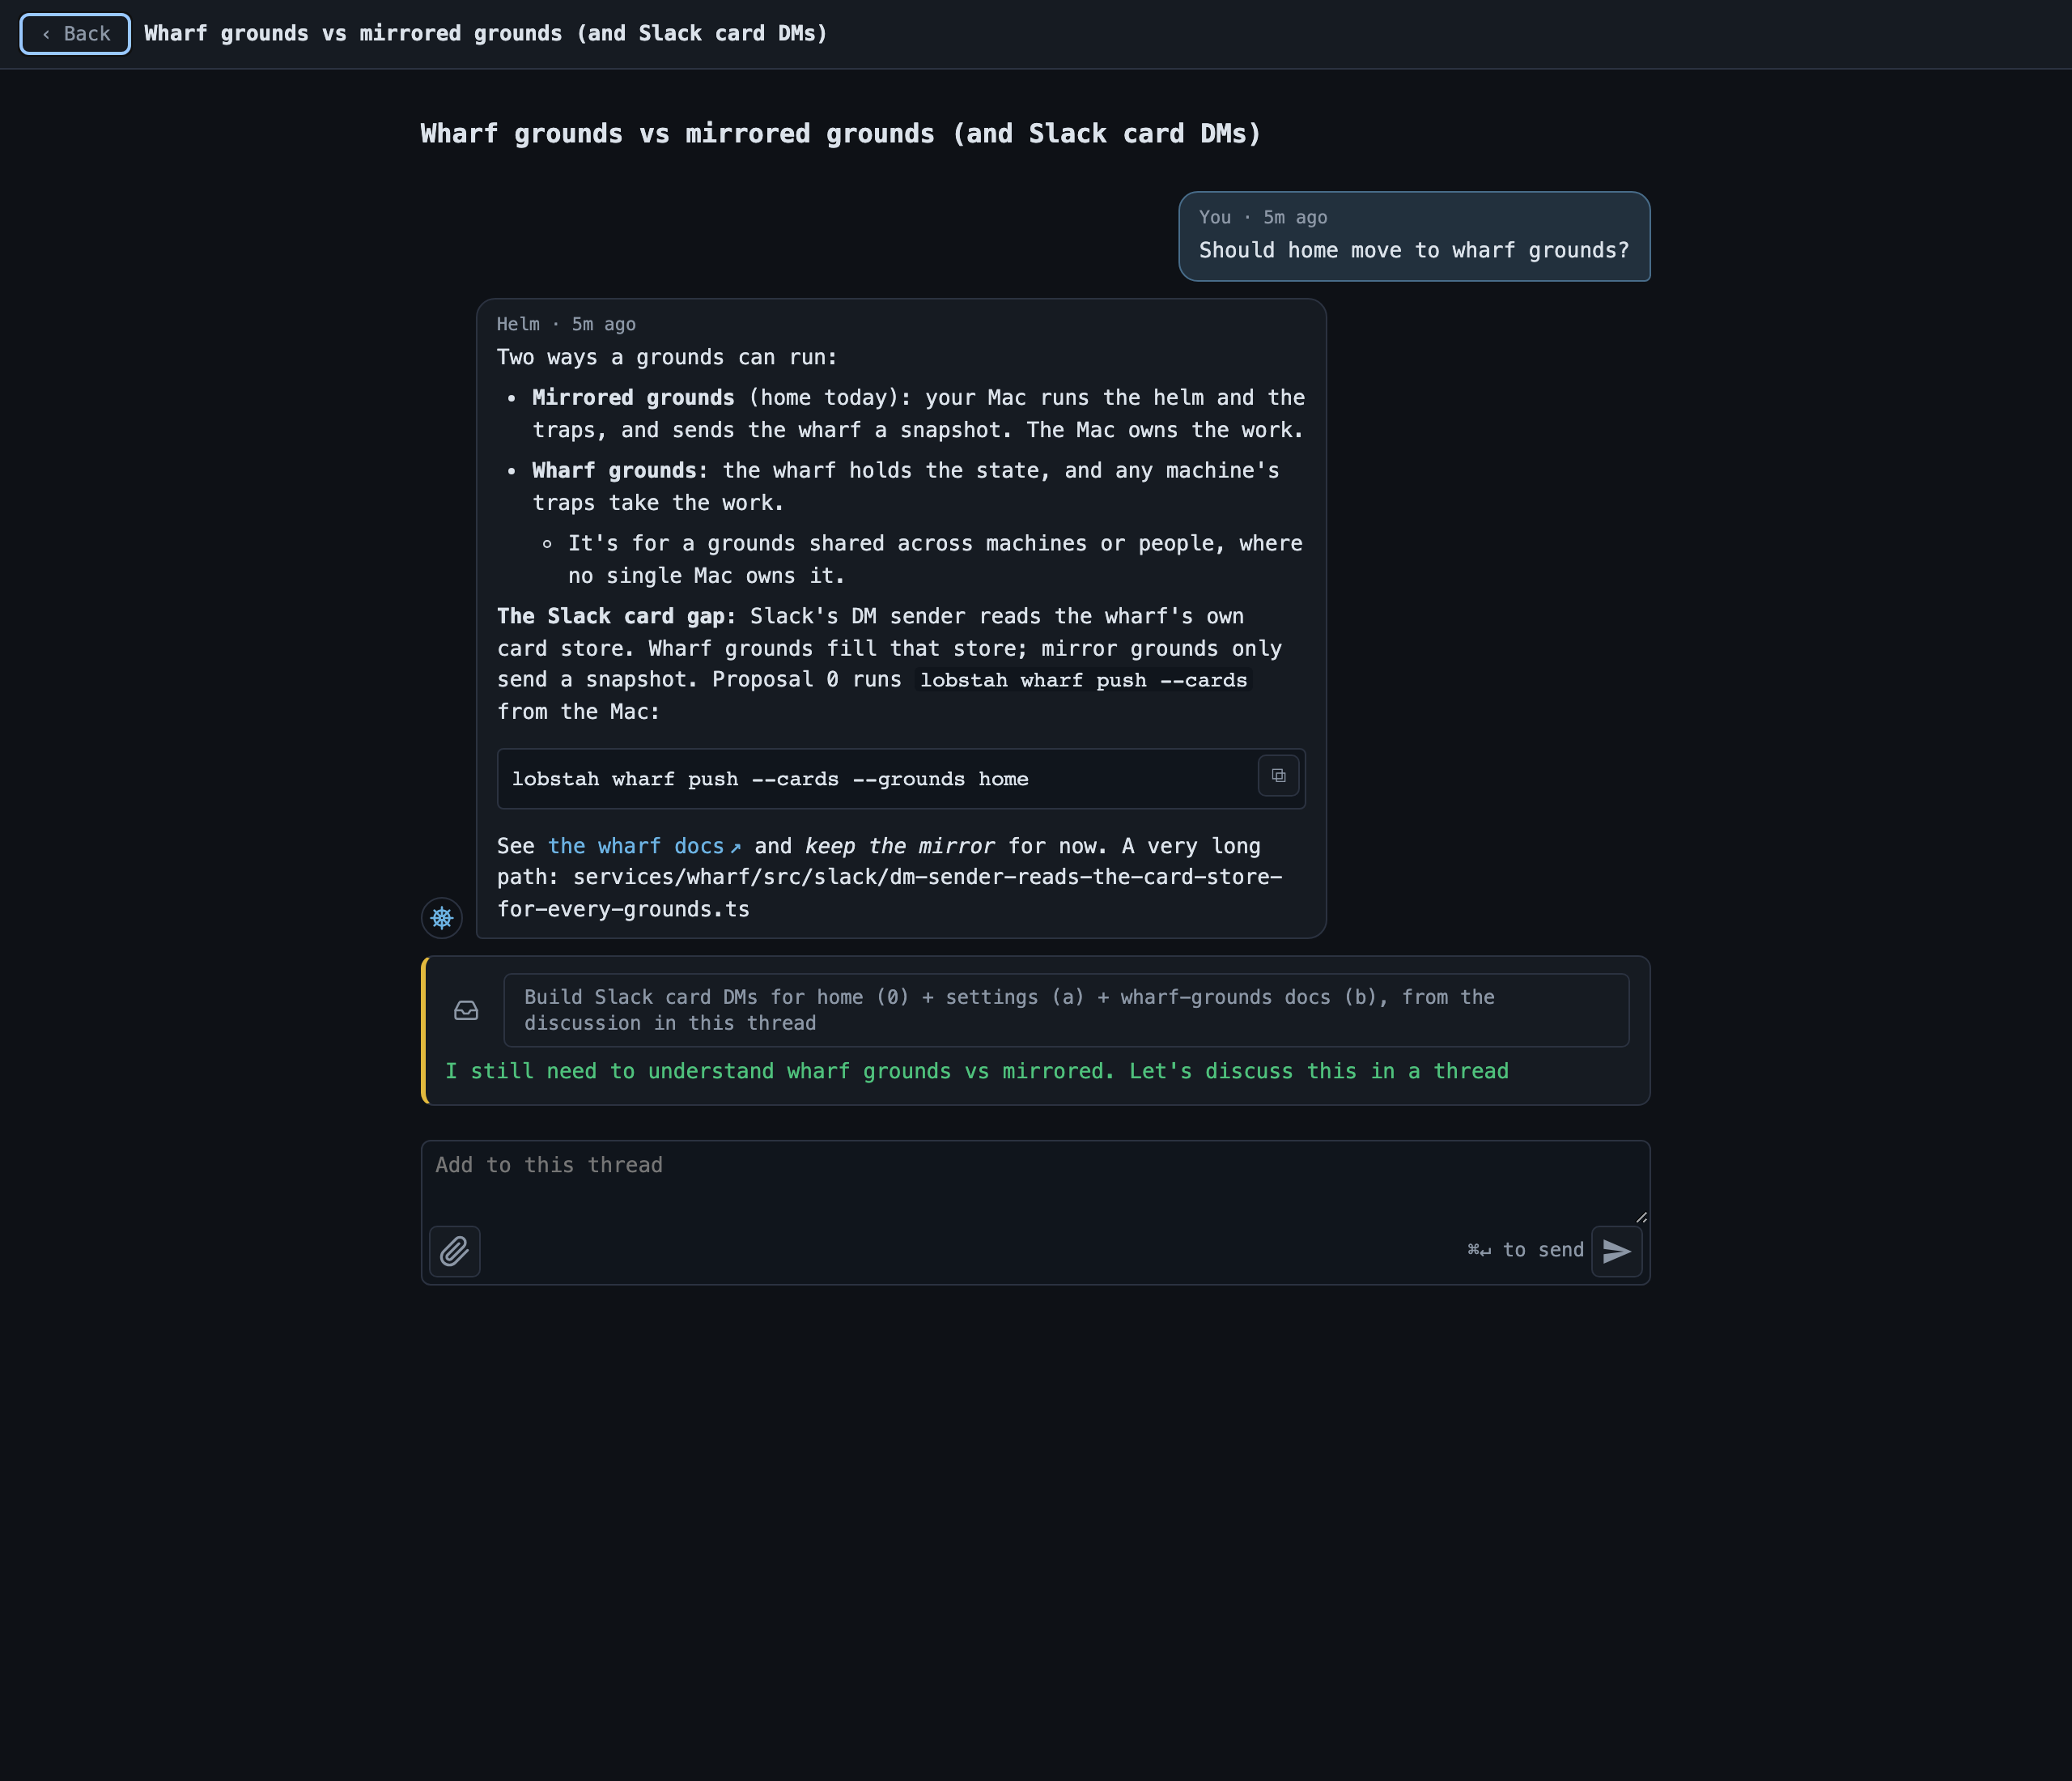 ‹ Back
Wharf grounds vs mirrored grounds (and Slack card DMs)
Wharf grounds vs mirrored grounds (and Slack card DMs)
You · 5m ago
Should home move to wharf grounds?
Helm · 5m ago
Two ways a grounds can run:
• Mirrored grounds (home today): your Mac runs the helm and the
traps, and sends the wharf a snapshot. The Mac owns the work.
• Wharf grounds: the wharf holds the state, and any machine's
traps take the work.
◦ It's for a grounds shared across machines or people, where
no single Mac owns it.
The Slack card gap: Slack's DM sender reads the wharf's own
card store. Wharf grounds fill that store; mirror grounds only
send a snapshot. Proposal 0 runs lobstah wharf push --cards
from the Mac:
lobstah wharf push --cards --grounds home
See the wharf docs↗ and keep the mirror for now. A very long
path: services/wharf/src/slack/dm-sender-reads-the-card-store-
for-every-grounds.ts
Build Slack card DMs for home (0) + settings (a) + wharf-grounds docs (b), from the
discussion in this thread
I still need to understand wharf grounds vs mirrored. Let's discuss this in a thread
Add to this thread
⌘↵ to send